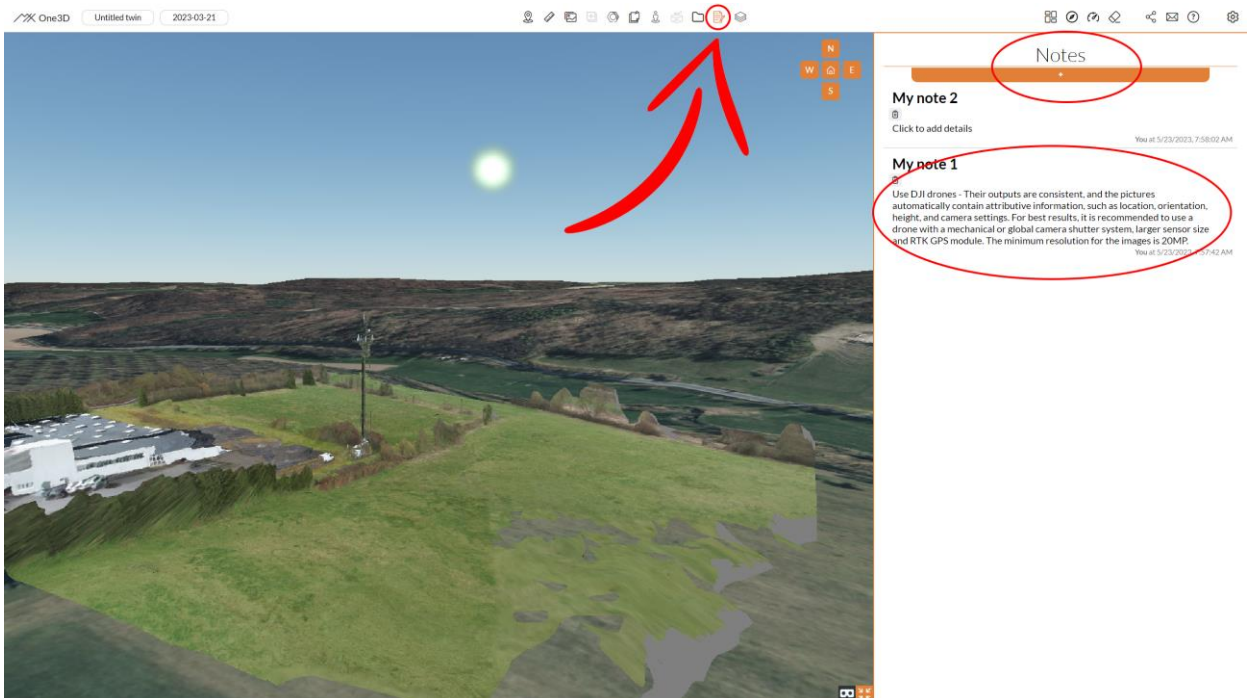 One3D
Untitled twin
2023-03-21
N
W
E
S
Notes
+
My note 2
Click to add details
You at 5/23/2023, 7:58:02 AM
My note 1
Use DJI drones - Their outputs are consistent, and the pictures
automatically contain attributive information, such as location, orientation,
height, and camera settings. For best results, it is recommended to use a
drone with a mechanical or global camera shutter system, larger sensor size
and RTK GPS module. The minimum resolution for the images is 20MP.
You at 5/23/2023, 7:57:42 AM